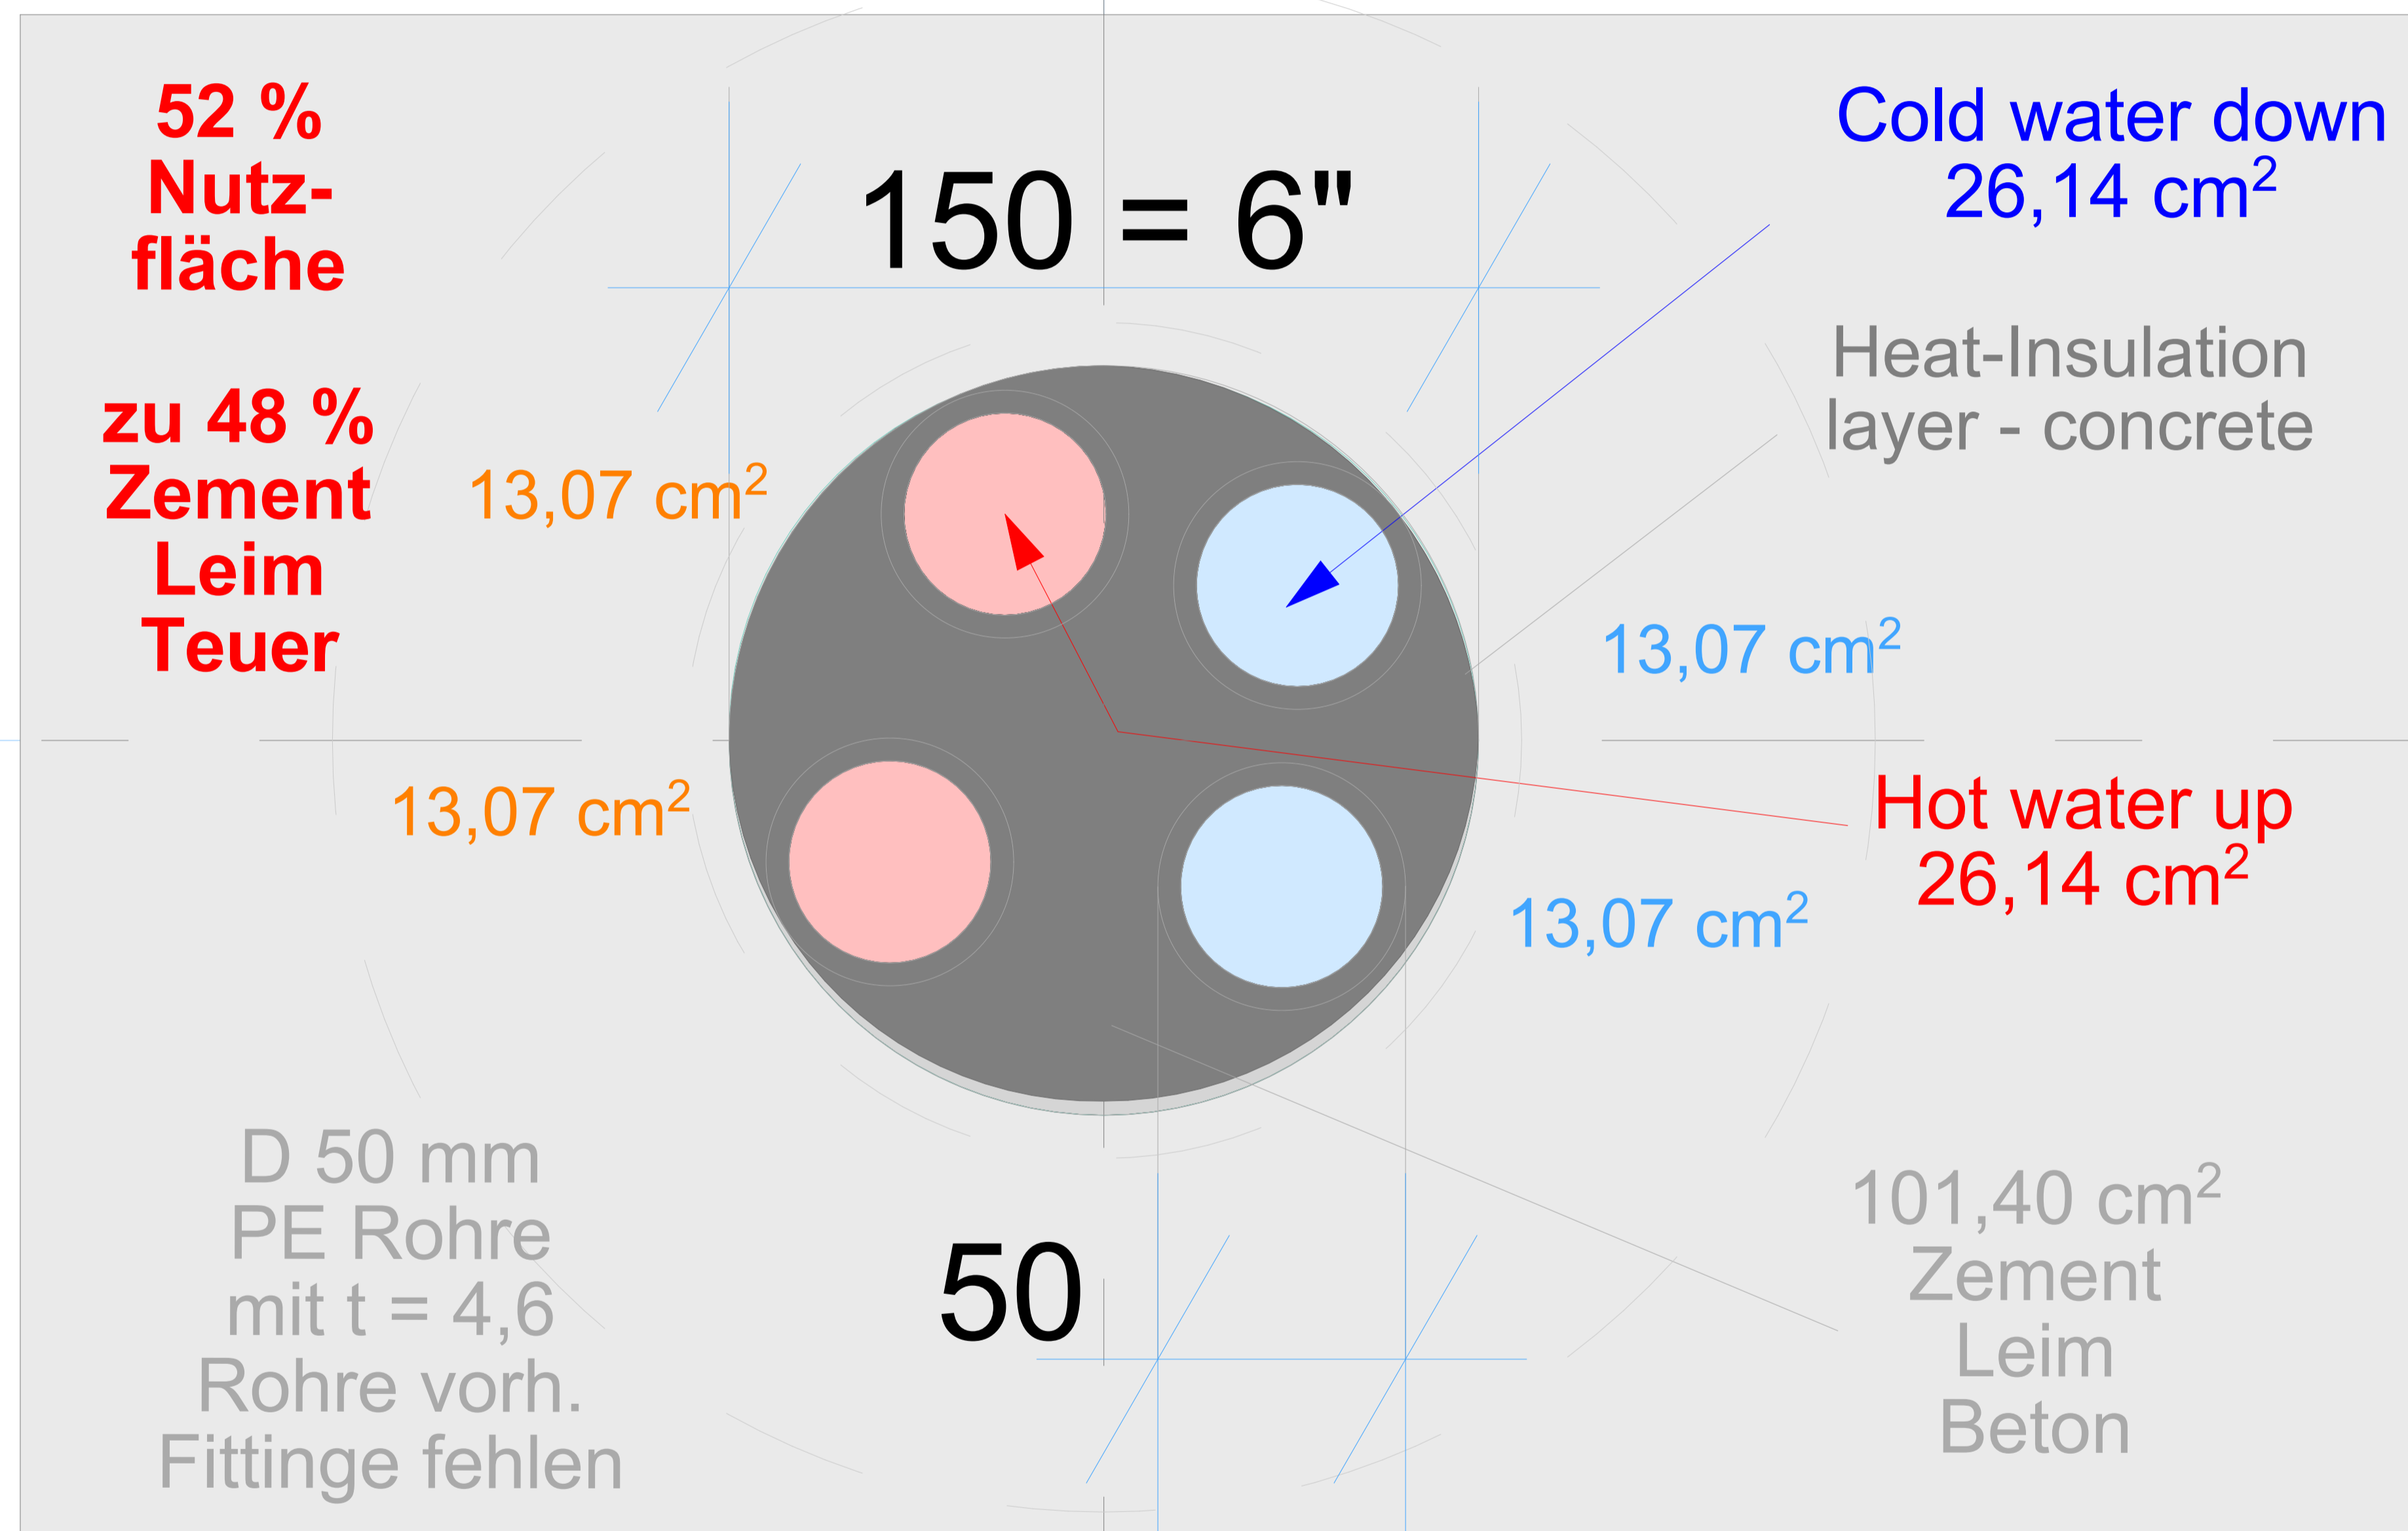 52 %
Nutz-
fläche
zu 48 %
Zement
Leim
Teuer
150 = 6"
Cold water down
26,14 cm²
Heat-Insulation
layer - concrete
13,07 cm²
13,07 cm²
13,07 cm²
13,07 cm²
Hot water up
26,14 cm²
D 50 mm
PE Rohre
mit t = 4,6
Rohre vorh.
Fittinge fehlen
50
101,40 cm²
Zement
Leim
Beton